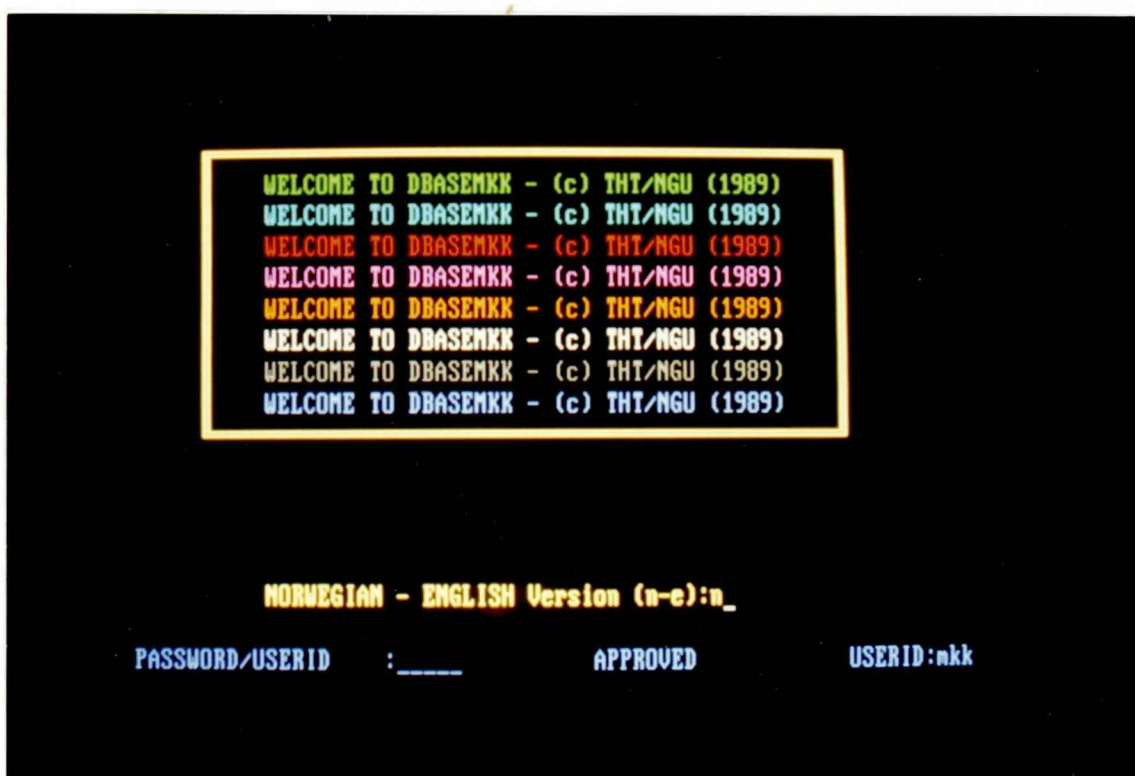 WELCOME TO DBASEMKK - (c) THT/NGU (1989)
WELCOME TO DBASEMKK - (c) THT/NGU (1989)
WELCOME TO DBASEMKK - (c) THT/NGU (1989)
WELCOME TO DBASEMKK - (c) THT/NGU (1989)
WELCOME TO DBASEMKK - (c) THT/NGU (1989)
WELCOME TO DBASEMKK - (c) THT/NGU (1989)
WELCOME TO DBASEMKK - (c) THT/NGU (1989)
WELCOME TO DBASEMKK - (c) THT/NGU (1989)
NORWEGIAN - ENGLISH Version (n-e):n_
PASSWORD/USERID :_____ APPROVED USERID:mkk